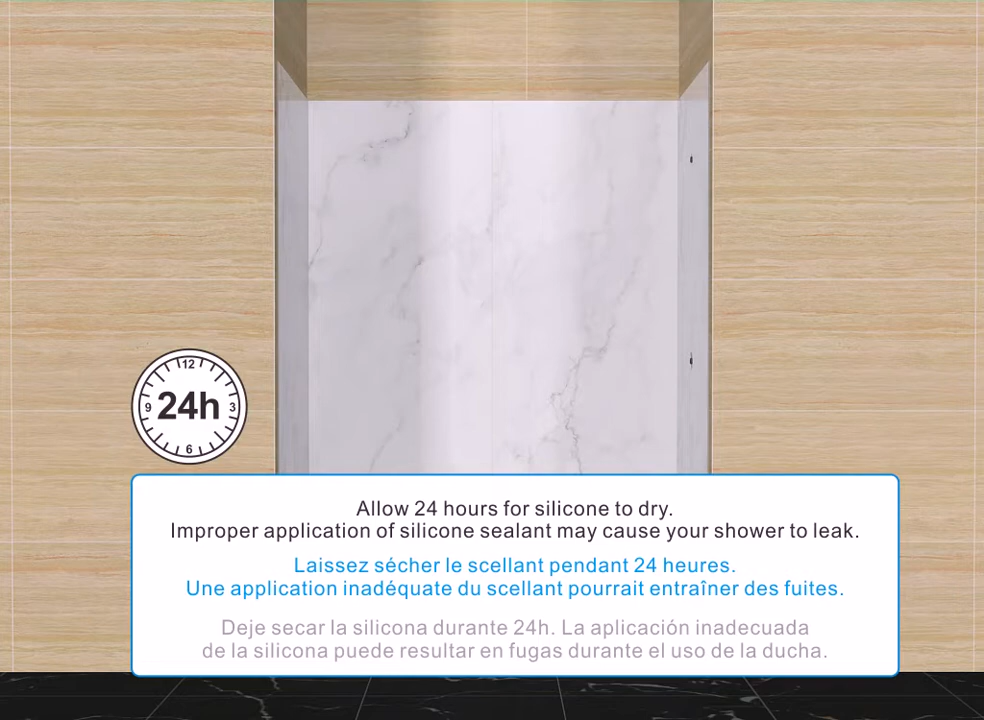 12
9 24h 3
6
Allow 24 hours for silicone to dry.
Improper application of silicone sealant may cause your shower to leak.
Laissez sécher le scellant pendant 24 heures.
Une application inadéquate du scellant pourrait entraîner des fuites.
Deje secar la silicona durante 24h. La aplicación inadecuada
de la silicona puede resultar en fugas durante el uso de la ducha.